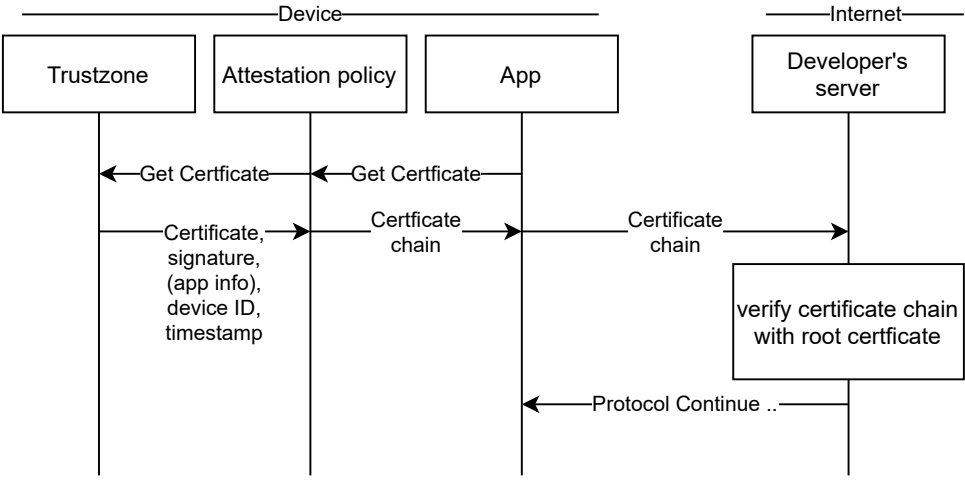 Device
Internet
Trustzone
Attestation policy
App
Developer's
server
Get Certficate
Get Certficate
Certificate,
signature,
(app info),
device ID,
timestamp
Certficate
chain
Certificate
chain
verify certificate chain
with root certficate
Protocol Continue ..